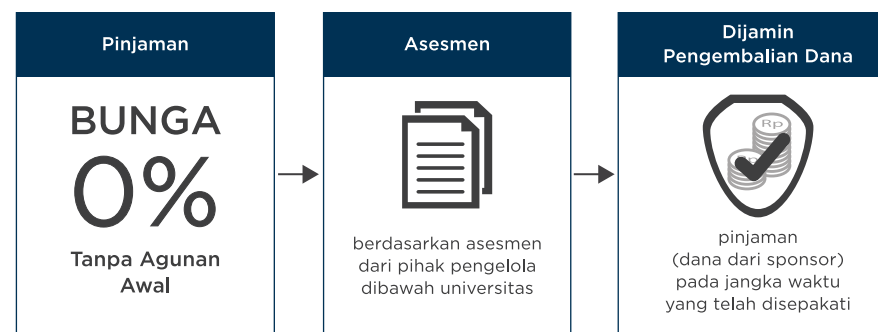 Pinjaman
BUNGA
0%
Tanpa Agunan
Awal
Asesmen
berdasarkan asesmen
dari pihak pengelola
dibawah universitas
Dijamin
Pengembalian Dana
Rp
pinjaman
(dana dari sponsor)
pada jangka waktu
yang telah disepakati